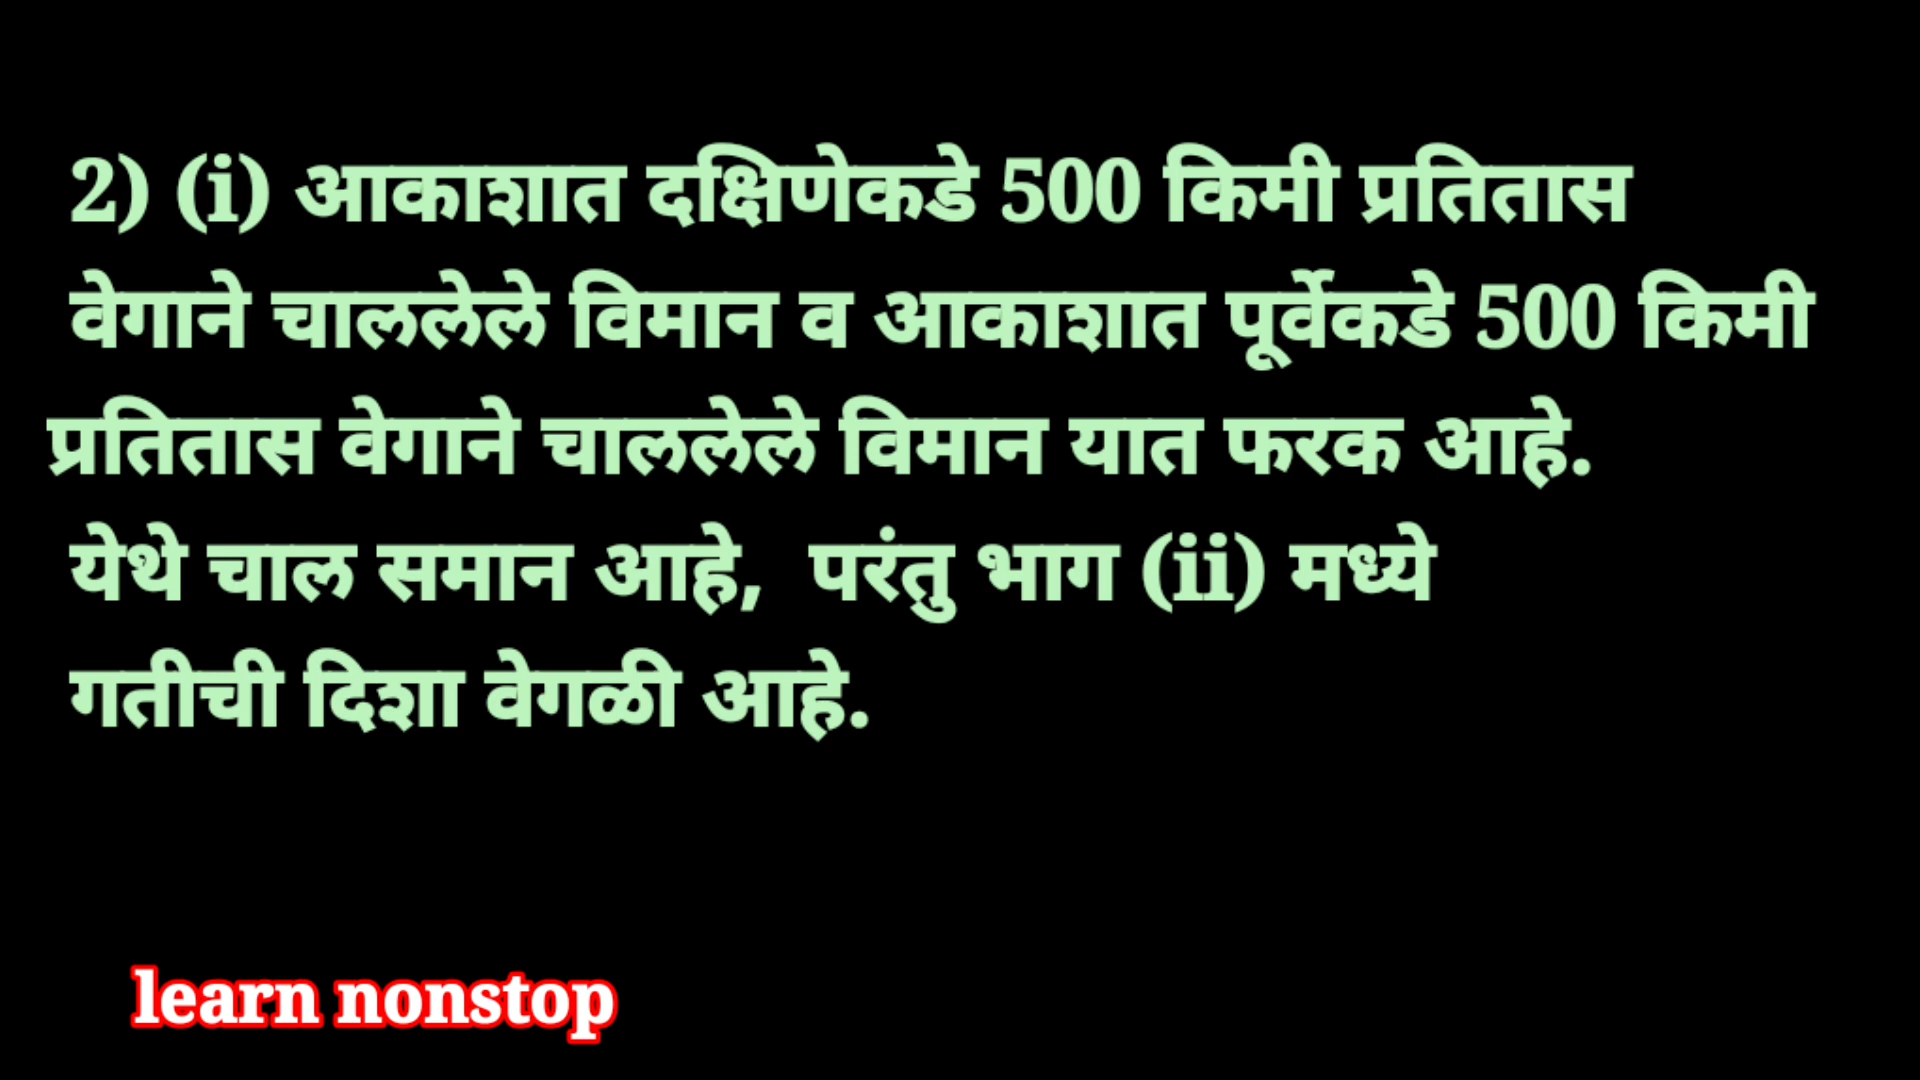 2) (i) आकाशात दक्षिणेकडे 500 किमी प्रतितास
वेगाने चाललेले विमान व आकाशात पूर्वेकडे 500 किमी
प्रतितास वेगाने चाललेले विमान यात फरक आहे.
येथे चाल समान आहे, परंतु भाग (ii) मध्ये
गतीची दिशा वेगळी आहे.
learn nonstop